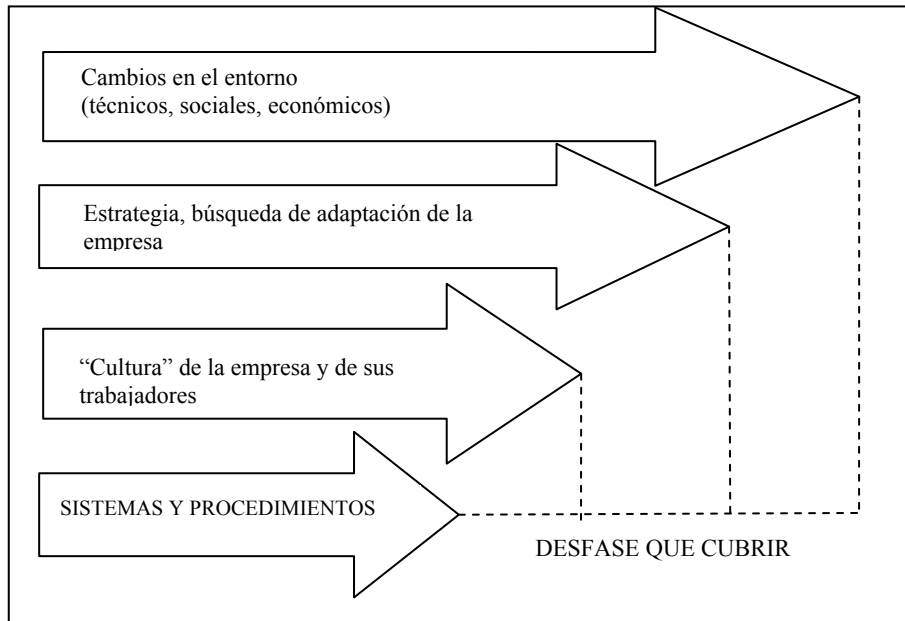 Cambios en el entorno
(técnicos, sociales, económicos)
Estrategia, búsqueda de adaptación de la
empresa
“Cultura” de la empresa y de sus
trabajadores
SISTEMAS Y PROCEDIMIENTOS
DESFASE QUE CUBRIR